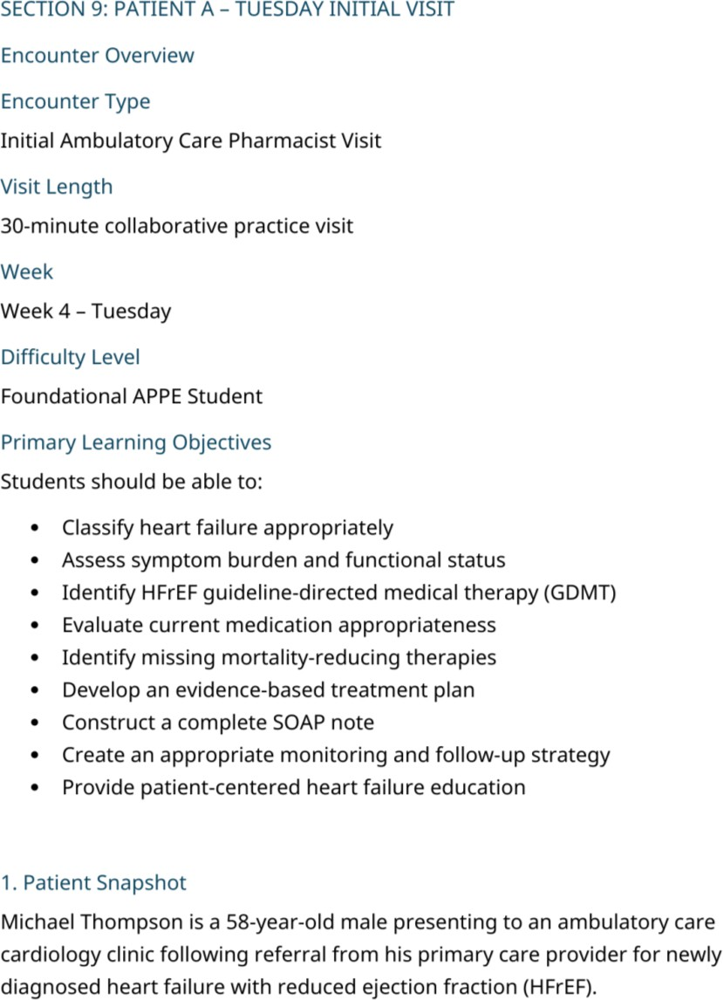 SECTION 9: PATIENT A – TUESDAY INITIAL VISIT
Encounter Overview
Encounter Type
Initial Ambulatory Care Pharmacist Visit
Visit Length
30-minute collaborative practice visit
Week
Week 4 – Tuesday
Difficulty Level
Foundational APPE Student
Primary Learning Objectives
Students should be able to:
• Classify heart failure appropriately
• Assess symptom burden and functional status
• Identify HFrEF guideline-directed medical therapy (GDMT)
• Evaluate current medication appropriateness
• Identify missing mortality-reducing therapies
• Develop an evidence-based treatment plan
• Construct a complete SOAP note
• Create an appropriate monitoring and follow-up strategy
• Provide patient-centered heart failure education
1. Patient Snapshot
Michael Thompson is a 58-year-old male presenting to an ambulatory care
cardiology clinic following referral from his primary care provider for newly
diagnosed heart failure with reduced ejection fraction (HFrEF).